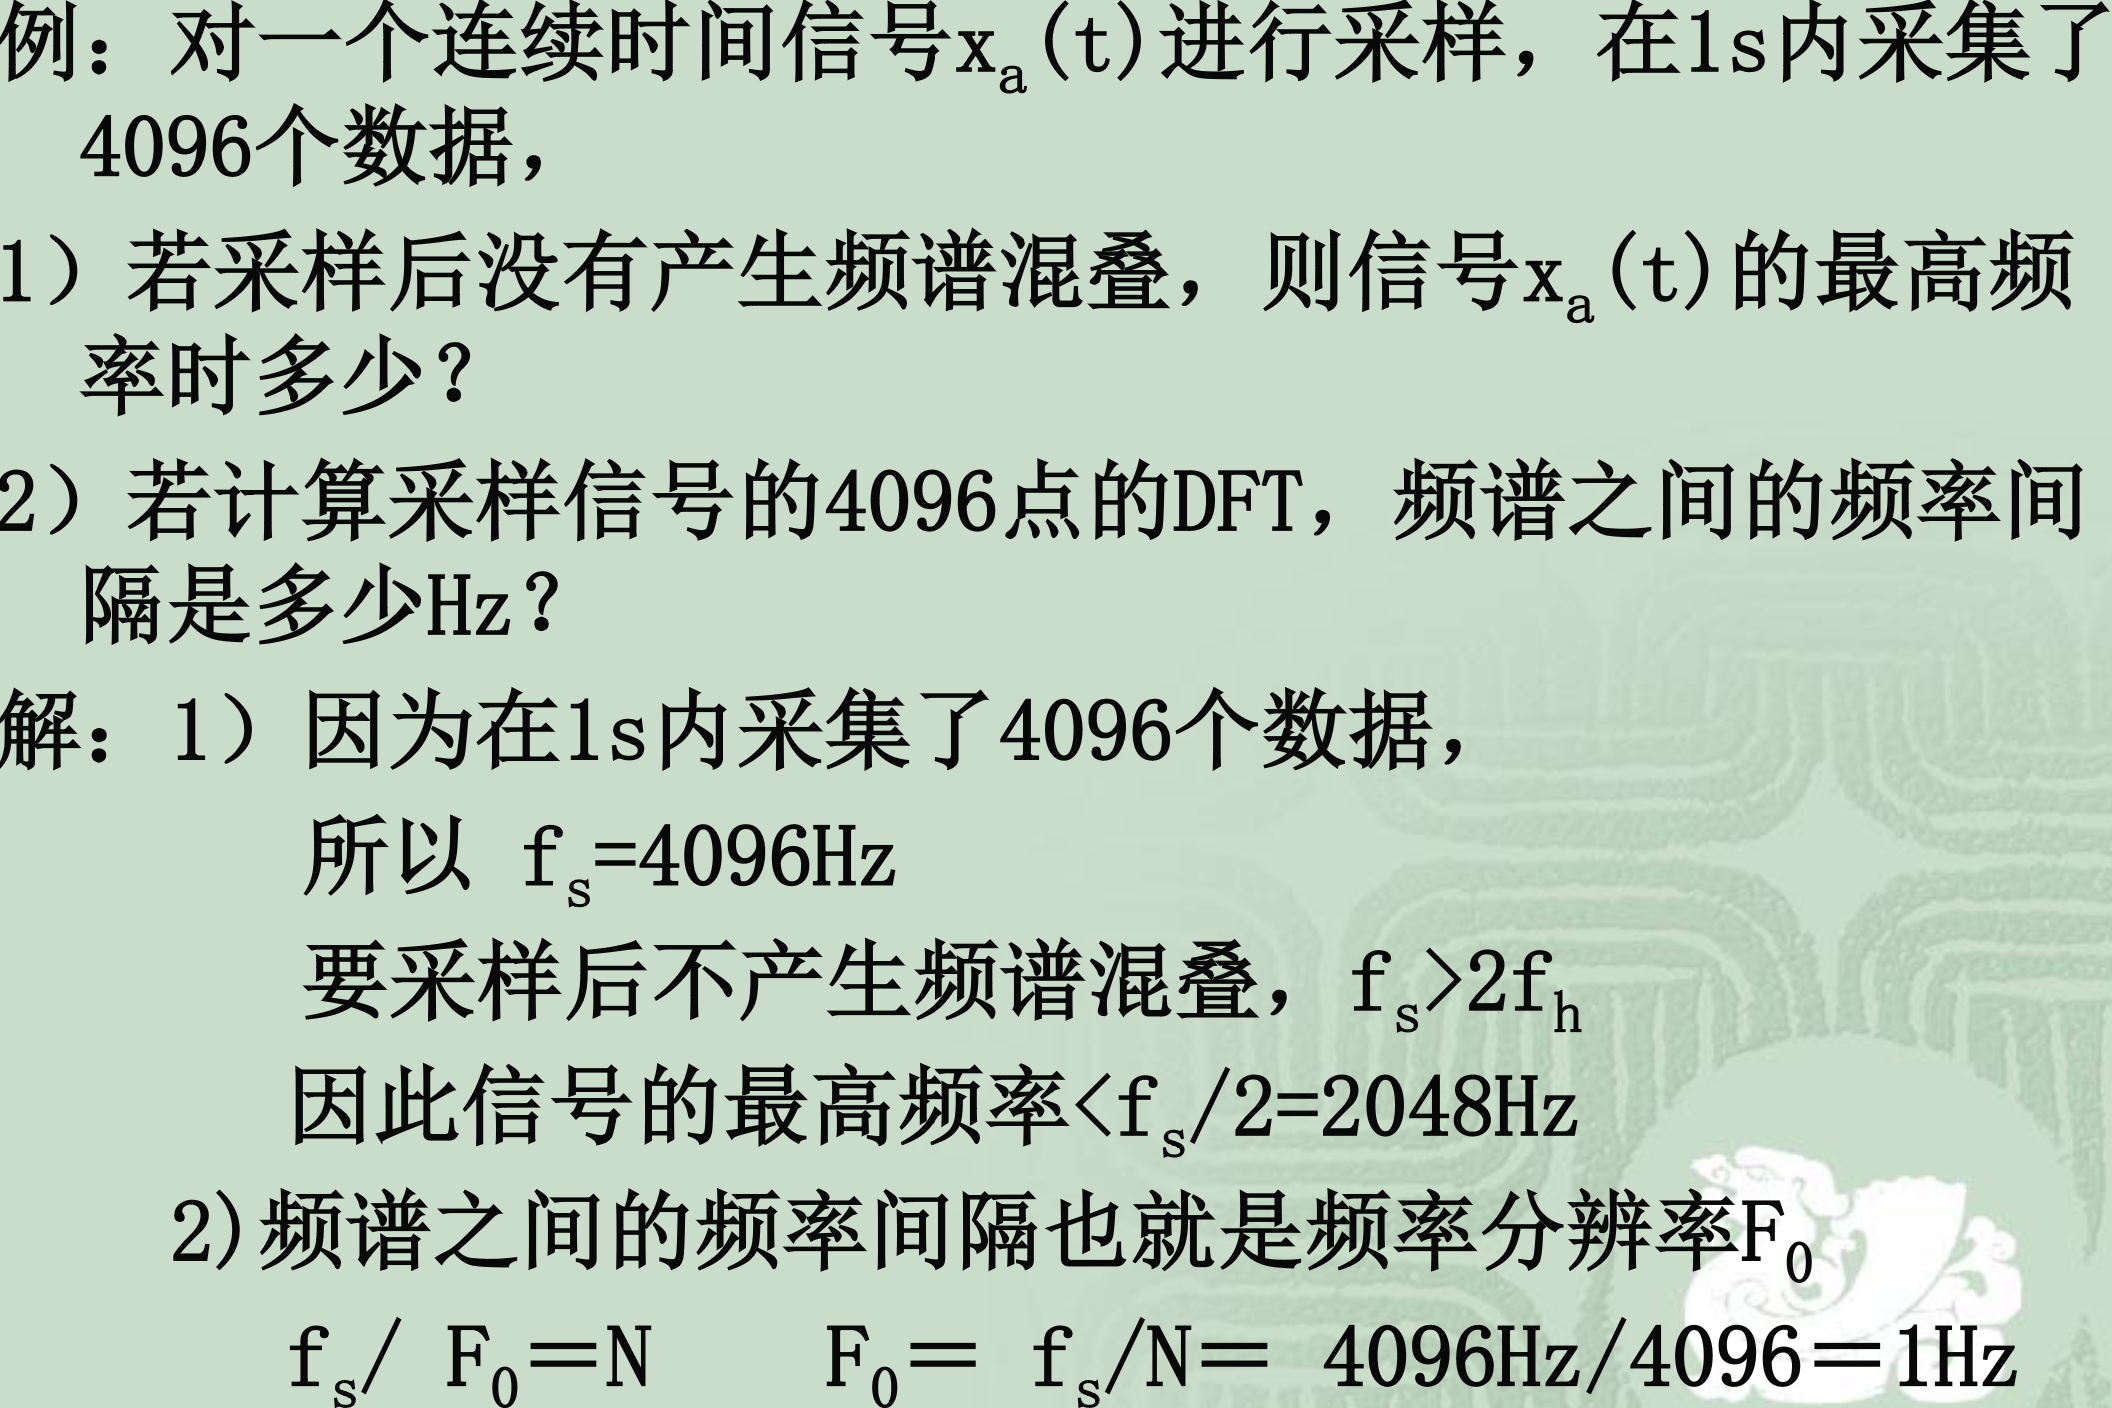 例：对一个连续时间信号xa(t)进行采样，在1s内采集了
4096个数据，
1）若采样后没有产生频谱混叠，则信号xa(t)的最高频
率时多少？
2）若计算采样信号的4096点的DFT，频谱之间的频率间
隔是多少Hz？
解：1）因为在1s内采集了4096个数据，
所以 fs=4096Hz
要采样后不产生频谱混叠，fs>2fh
因此信号的最高频率<fs/2=2048Hz
2)频谱之间的频率间隔也就是频率分辨率F0
fs/ F0＝N F0＝ fs/N＝ 4096Hz/4096＝1Hz